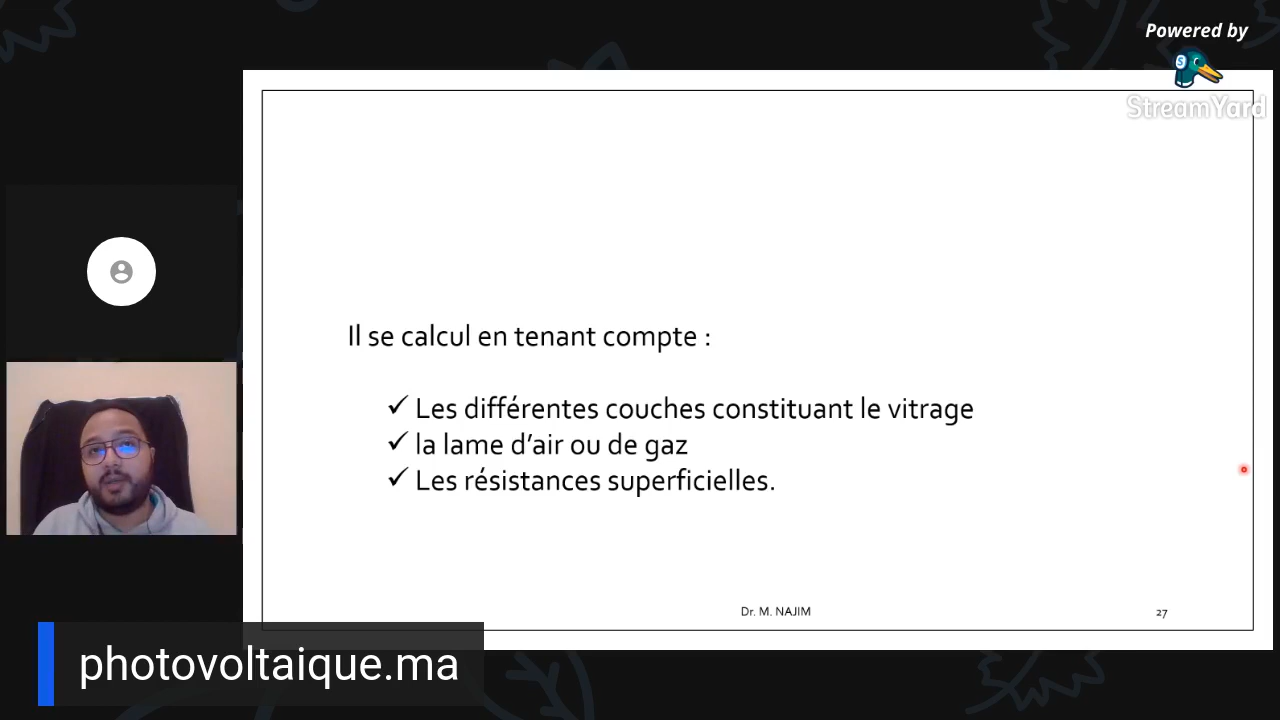 Powered by
StreamYard
Il se calcul en tenant compte :
✓ Les différentes couches constituant le vitrage
✓ la lame d’air ou de gaz
✓ Les résistances superficielles.
Dr. M. NAJIM
27
photovoltaique.ma